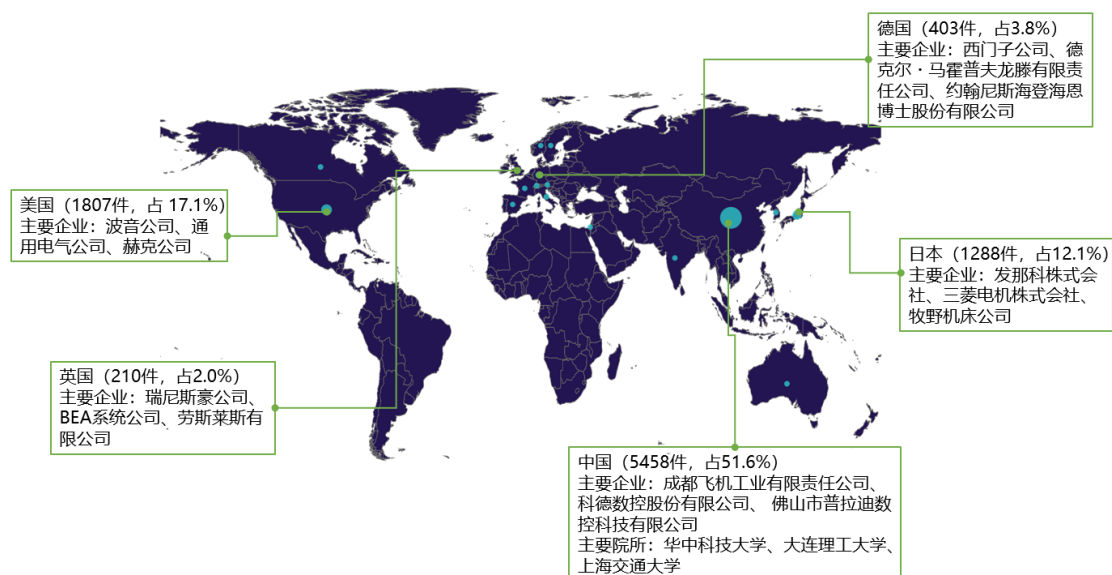 德国（403件，占3.8%）
主要企业：西门子公司、德
克尔·马霍普夫龙滕有限责
任公司、约翰尼斯海登海恩
博士股份有限公司
美国（1807件，占 17.1%）
主要企业：波音公司、通
用电气公司、赫克公司
日本（1288件，占12.1%）
主要企业：发那科株式会
社、三菱电机株式会社、
牧野机床公司
英国（210件，占2.0%）
主要企业：瑞尼斯豪公司、
BEA系统公司、劳斯莱斯有
限公司
中国（5458件，占51.6%）
主要企业：成都飞机工业有限责任公司、
科德数控股份有限公司、 佛山市普拉迪数
控科技有限公司
主要院所：华中科技大学、大连理工大学、
上海交通大学